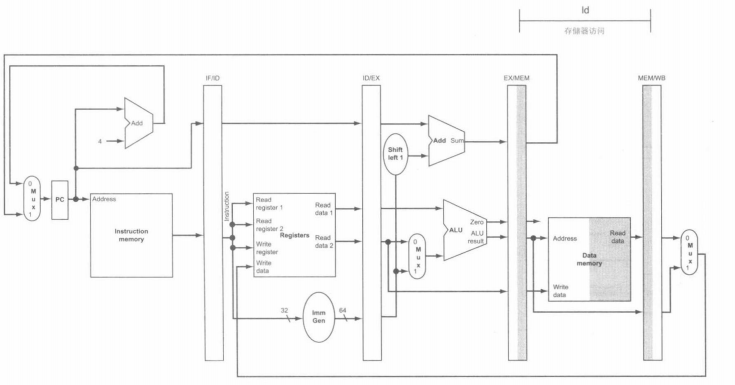 ld
存储器访问
IF/ID
ID/EX
EX/MEM
MEM/WB
Add
4
Add Sum
Shift
left 1
0
M
u
x
1
PC
Address
Instruction
memory
Instruction
Read
register 1
Read
register 2
Write
register
Write
data
Registers
Read
data 1
Read
data 2
0
M
u
x
1
Zero
ALU
ALU
result
Address
Read
data
Data
memory
Write
data
0
M
u
x
1
32
Imm
Gen
64